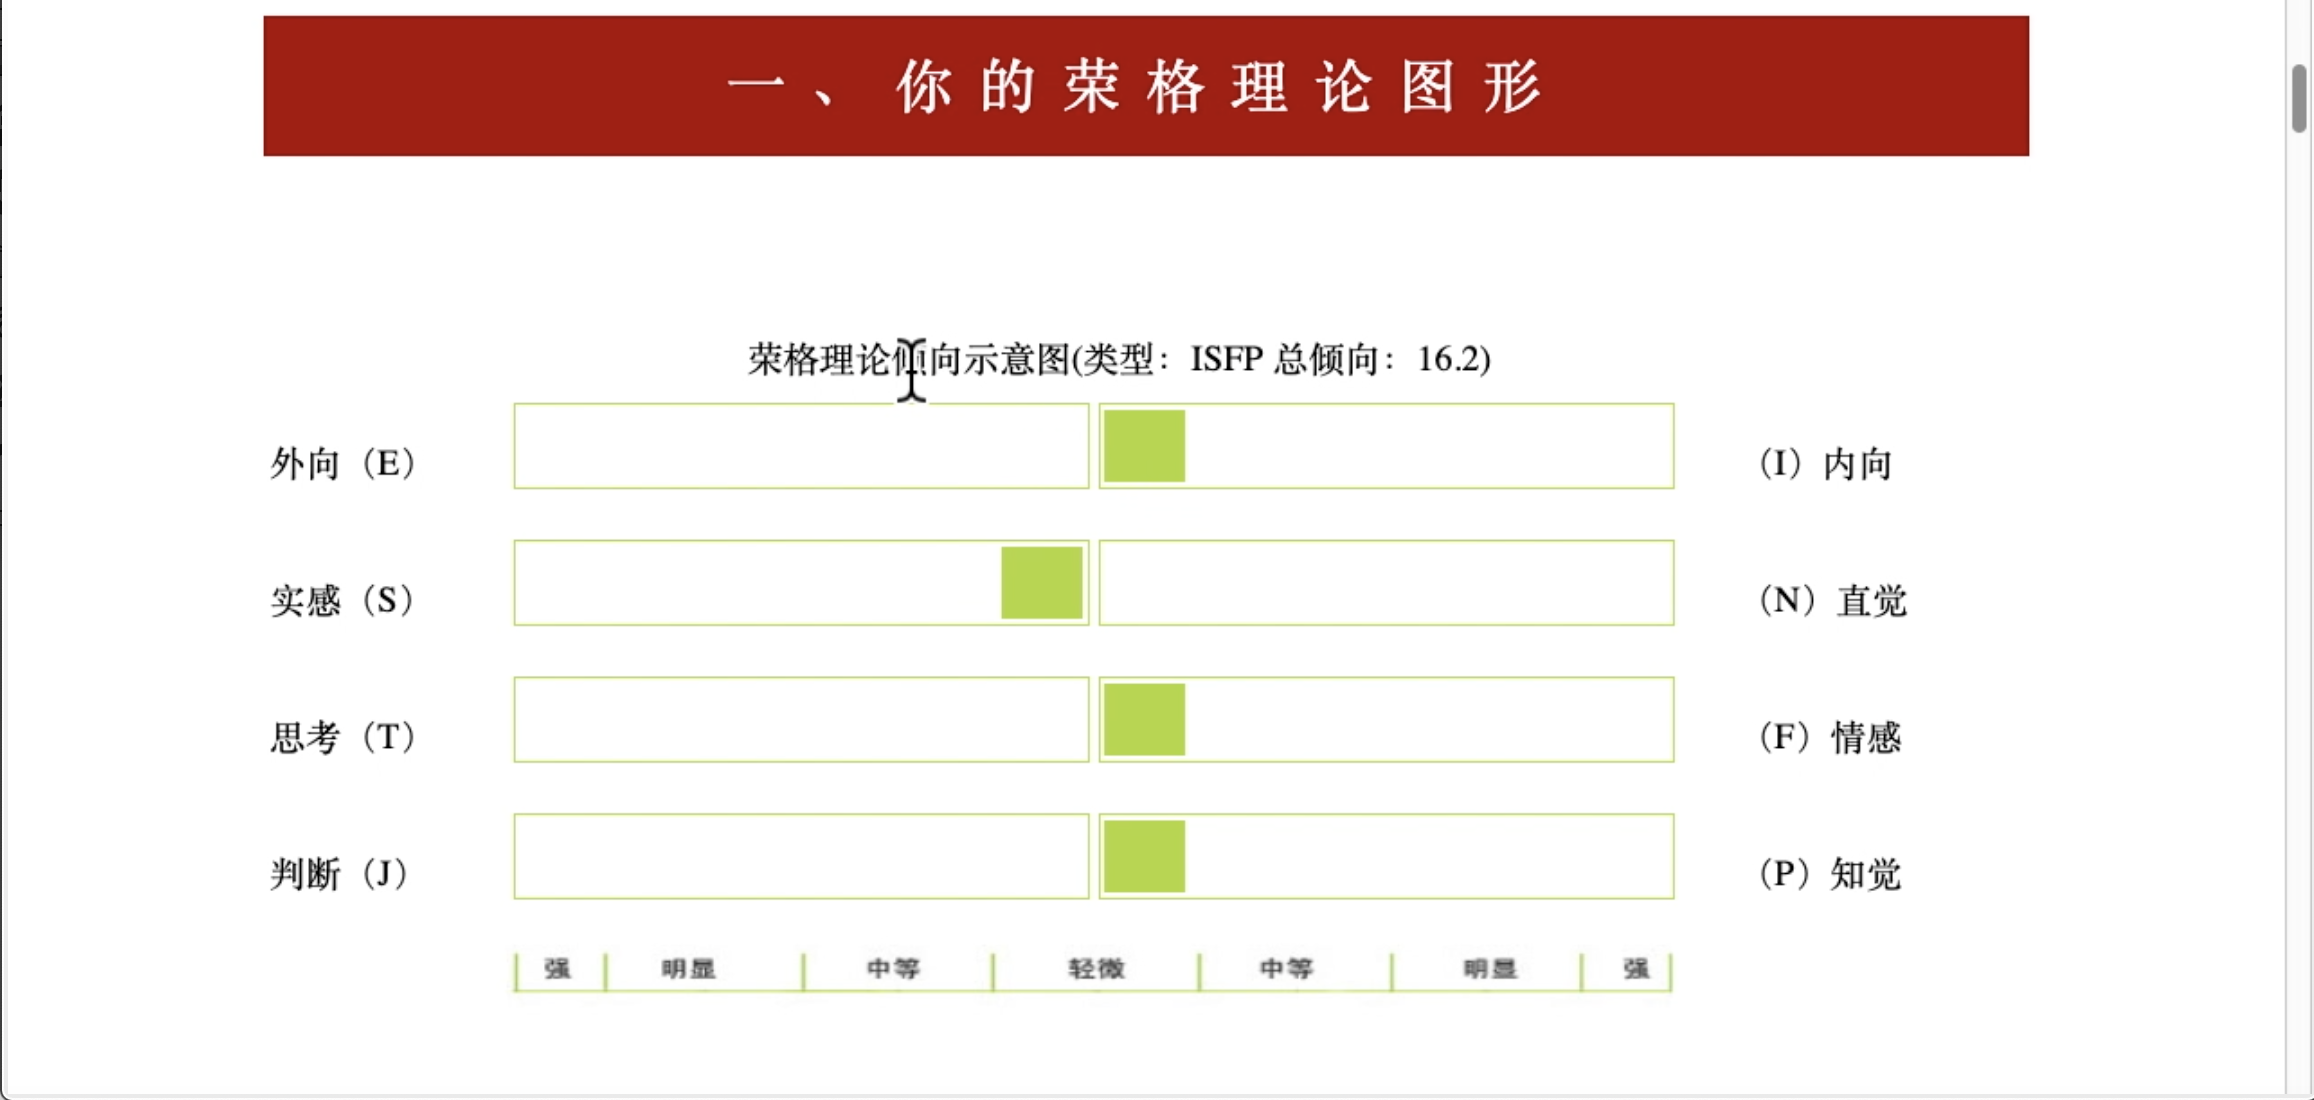 一、你的荣格理论图形
荣格理论倾向示意图(类型：ISFP 总倾向：16.2)
外向（E） （I）内向
实感（S） （N）直觉
思考（T） （F）情感
判断（J） （P）知觉
强 明显 中等 轻微 中等 明显 强